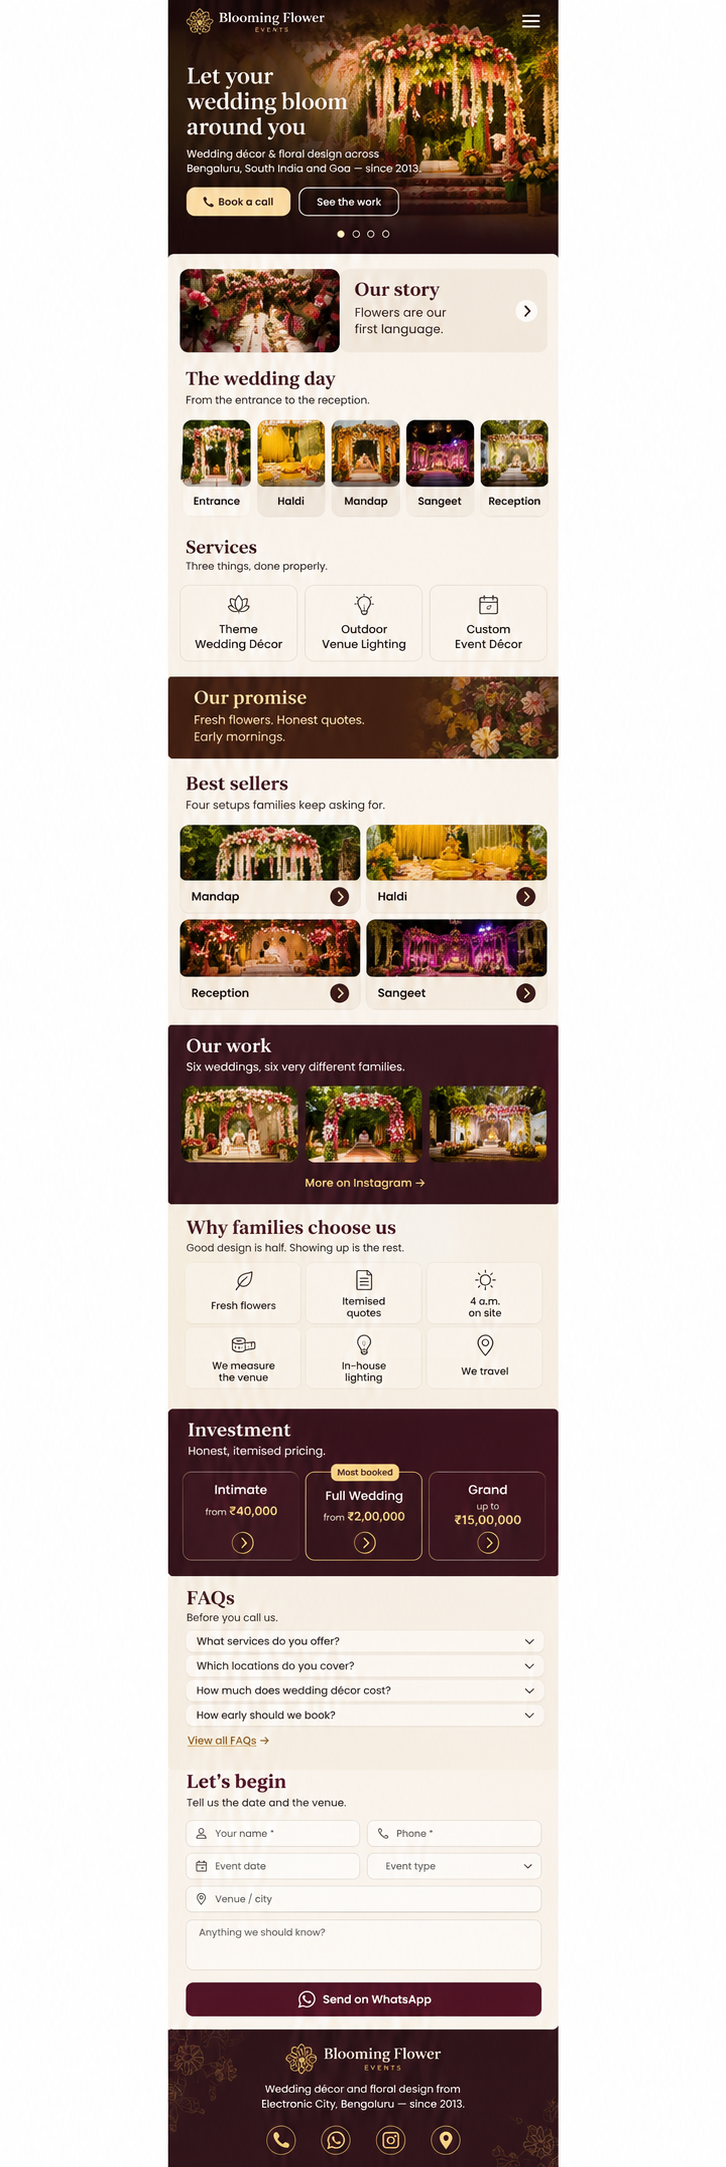 Blooming Flower
EVENTS
Let your
wedding bloom
around you
Wedding décor & floral design across
Bengaluru, South India and Goa — since 2013.
Book a call
See the work
Our story
Flowers are our
first language.
The wedding day
From the entrance to the reception.
Entrance
Haldi
Mandap
Sangeet
Reception
Services
Three things, done properly.
Theme
Wedding Décor
Outdoor
Venue Lighting
Custom
Event Décor
Our promise
Fresh flowers. Honest quotes.
Early mornings.
Best sellers
Four setups families keep asking for.
Mandap
Haldi
Reception
Sangeet
Our work
Six weddings, six very different families.
More on Instagram →
Why families choose us
Good design is half. Showing up is the rest.
Fresh flowers
Itemised
quotes
4 a.m.
on site
We measure
the venue
In-house
lighting
We travel
Investment
Honest, itemised pricing.
Intimate
from ₹40,000
Most booked
Full Wedding
from ₹2,00,000
Grand
up to
₹15,00,000
FAQs
Before you call us.
What services do you offer?
Which locations do you cover?
How much does wedding décor cost?
How early should we book?
View all FAQs →
Let's begin
Tell us the date and the venue.
Your name *
Phone *
Event date
Event type
Venue / city
Anything we should know?
Send on WhatsApp
Blooming Flower
EVENTS
Wedding décor and floral design from
Electronic City, Bengaluru — since 2013.